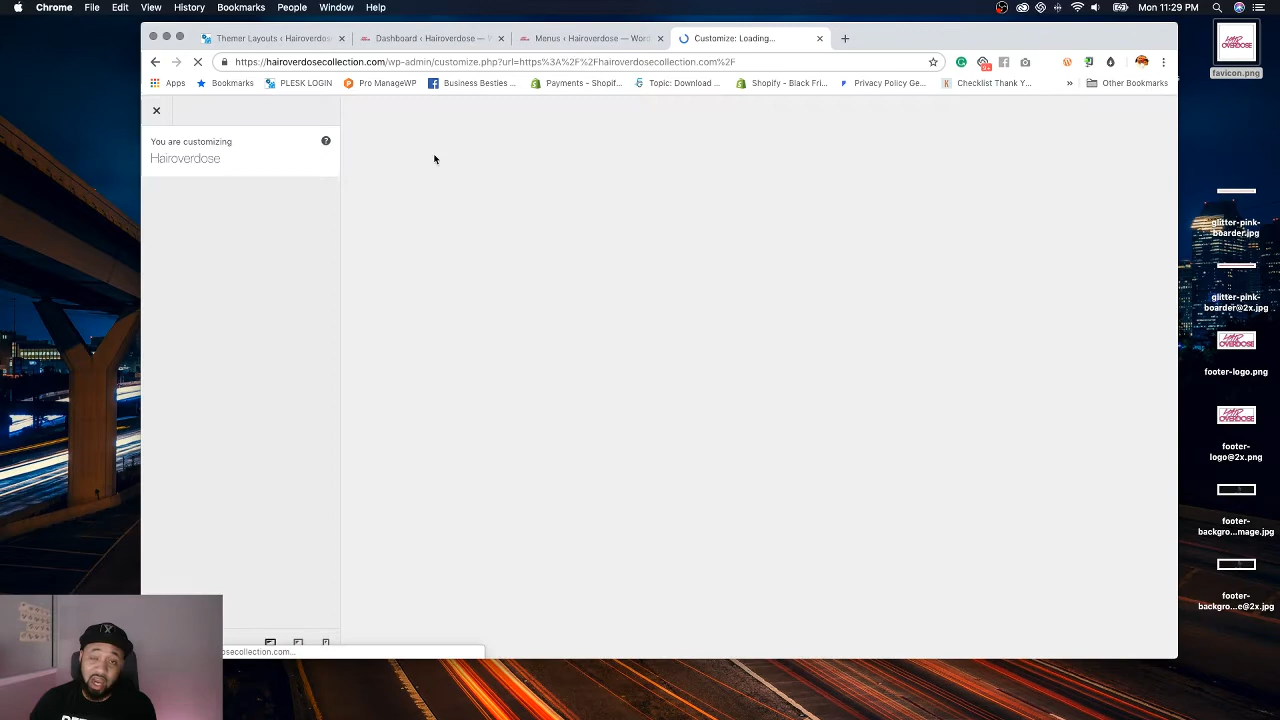 Chrome File Edit View History Bookmarks People Window Help Mon 11:29 PM
Themer Layouts ‹ Hairoverdos
Dashboard ‹ Hairoverdose — W
Menus ‹ Hairoverdose — Word
Customize: Loading...
https://hairoverdosecollection.com/wp-admin/customize.php?url=https%3A%2F%2Fhairoverdosecollection.com%2F
Apps Bookmarks PLESK LOGIN Pro ManageWP Business Besties ... Payments - Shopif... Topic: Download ... Shopify - Black Fri... Privacy Policy Ge... Checklist Thank Y... » Other Bookmarks
You are customizing
Hairoverdose
osecollection.com...
HAIR
OVERDOSE
favicon.png
glitter-pink-
boarder.jpg
glitter-pink-
boarder@2x.jpg
footer-logo.png
footer-
logo@2x.png
footer-
backgro...mage.jpg
footer-
backgro...e@2x.jpg